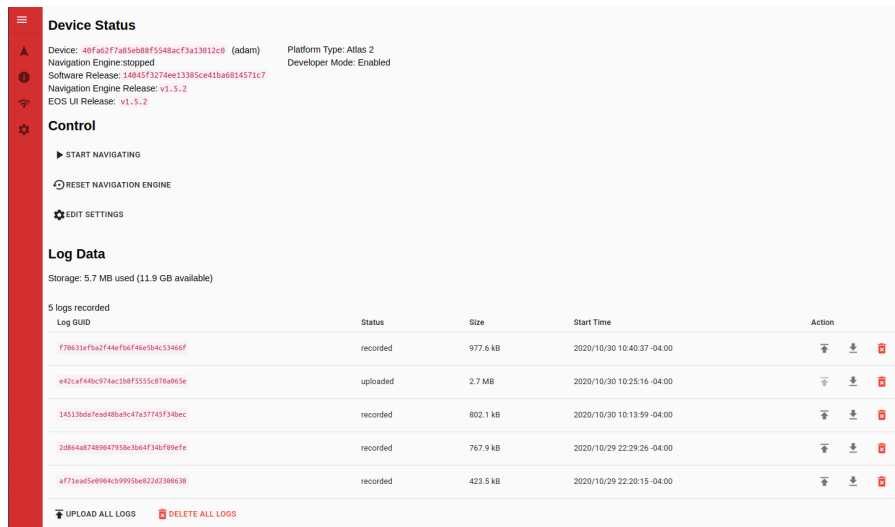 Device Status
Device: 40fa62f7a85eb88f5548acf3a13812c0 (adam)
Platform Type: Atlas 2
Navigation Engine:stopped
Developer Mode: Enabled
Software Release: 14045f3274ee13385ce41ba6814571c7
Navigation Engine Release: v1.5.2
EOS UI Release: v1.5.2
Control
START NAVIGATING
RESET NAVIGATION ENGINE
EDIT SETTINGS
Log Data
Storage: 5.7 MB used (11.9 GB available)
5 logs recorded
Log GUID Status Size Start Time Action
f70631efba2f44efb6f46e5b4c53466f recorded 977.6 kB 2020/10/30 10:40:37 -04:00
e42caf44bc974ac1b8f5555c070a065e uploaded 2.7 MB 2020/10/30 10:25:16 -04:00
14513bda7ead48ba9c47a37745f34bec recorded 802.1 kB 2020/10/30 10:13:59 -04:00
2d864a87489047958e3b64f34bf09efe recorded 767.9 kB 2020/10/29 22:29:26 -04:00
af71ead5e0904cb9995be822d2300630 recorded 423.5 kB 2020/10/29 22:20:15 -04:00
UPLOAD ALL LOGS DELETE ALL LOGS